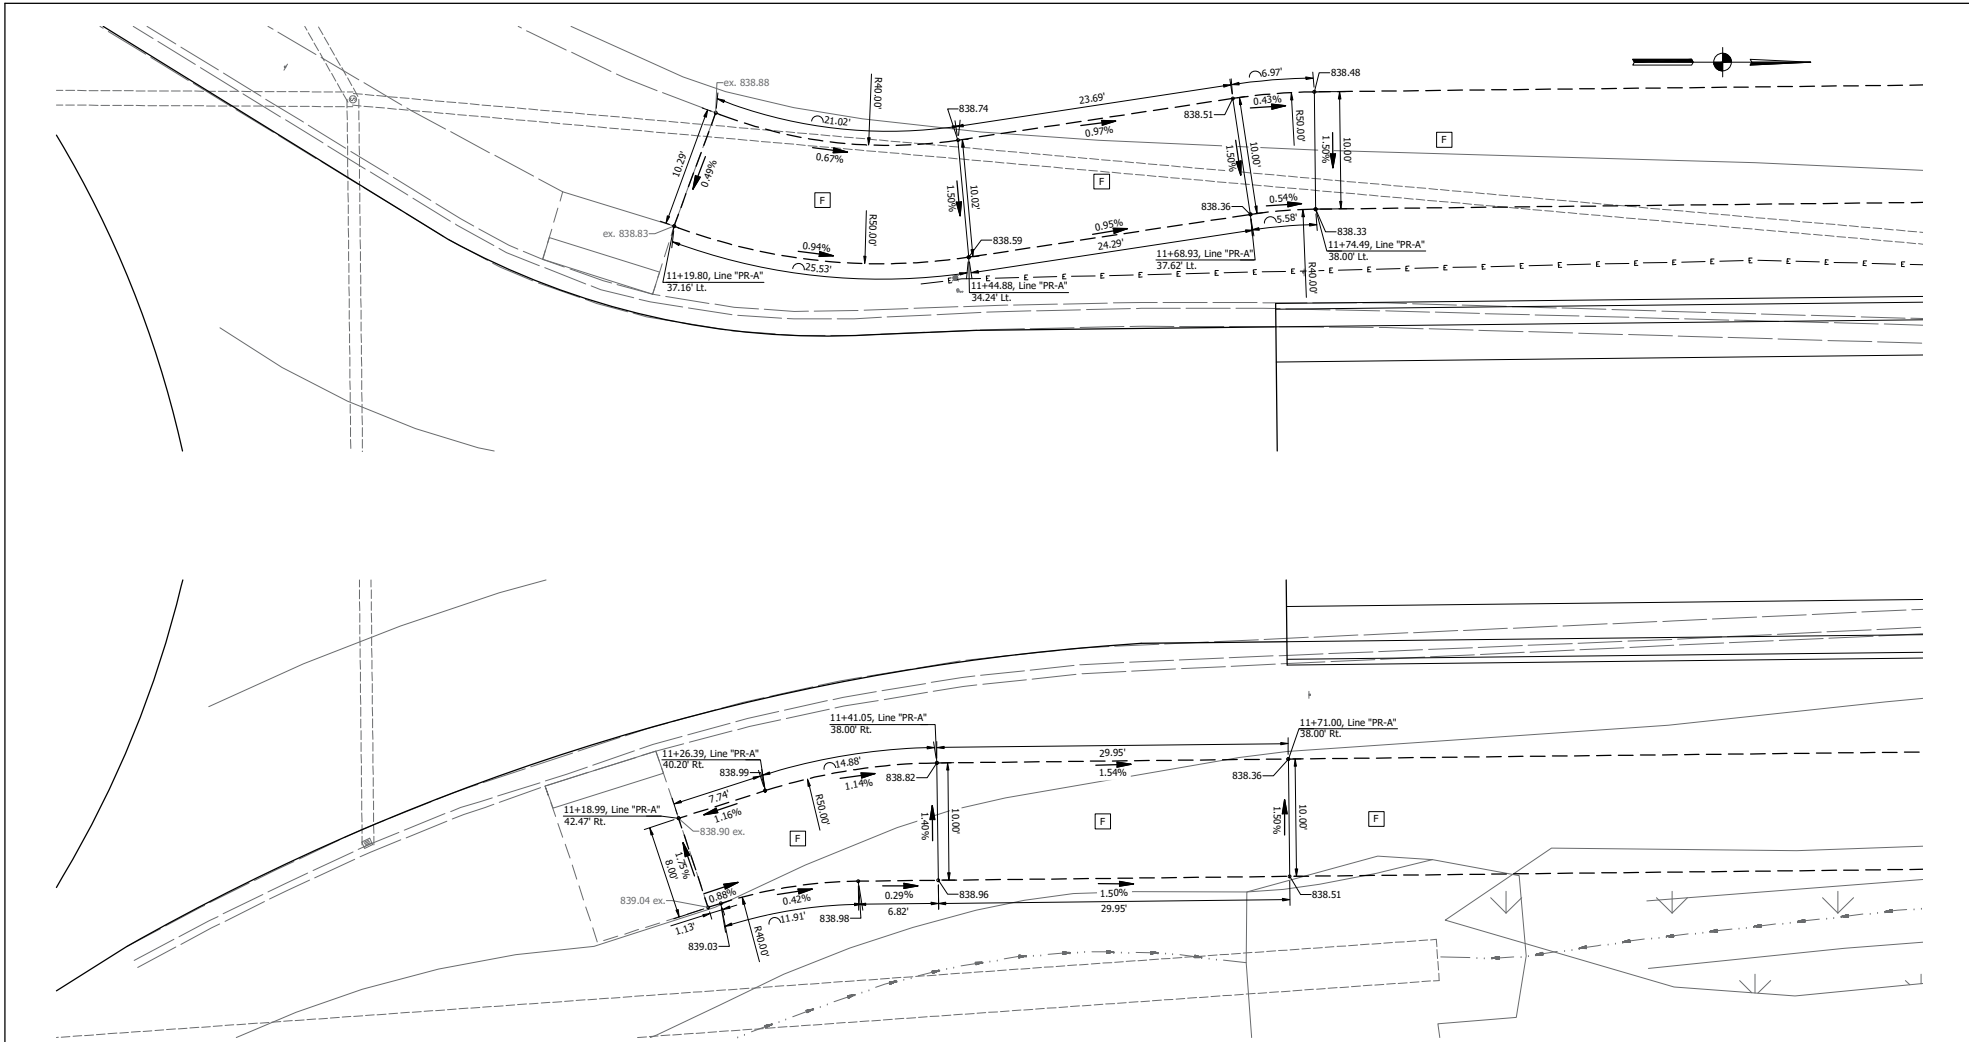 ex. 838.88
R40.00'
⌒6.97'
838.48
23.69'
838.74
⌒21.02'
0.43%
838.51
R50.00'
0.97%
10.29'
0.49%
0.67%
1.50%
10.00'
1.50%
10.00'
F
F
F
1.50%
10.02'
R50.00'
0.54%
838.36
⌒5.58'
ex. 838.83
0.94%
838.59
0.95%
24.29'
838.33
11+74.49, Line "PR-A"
38.00' Lt.
11+68.93, Line "PR-A"
37.62' Lt.
⌒25.53'
11+19.80, Line "PR-A"
37.16' Lt.
11+44.88, Line "PR-A"
34.24' Lt.
R40.00'
E E E E E E E E E E E E E E E E E E E E E E E E E E
11+41.05, Line "PR-A"
38.00' Rt.
11+71.00, Line "PR-A"
38.00' Rt.
11+26.39, Line "PR-A"
40.20' Rt.
29.95'
838.99
⌒14.88'
838.82
1.54%
838.36
1.14%
7.74'
R50.00'
11+18.99, Line "PR-A"
42.47' Rt.
1.16%
838.90 ex.
F
F
F
1.40%
10.00'
1.50%
10.00'
8.00'
1.75%
839.04 ex.
0.88%
0.42%
0.29%
838.96
1.50%
838.51
1.13'
⌒11.91'
838.98
6.82'
29.95'
839.03
R40.00'